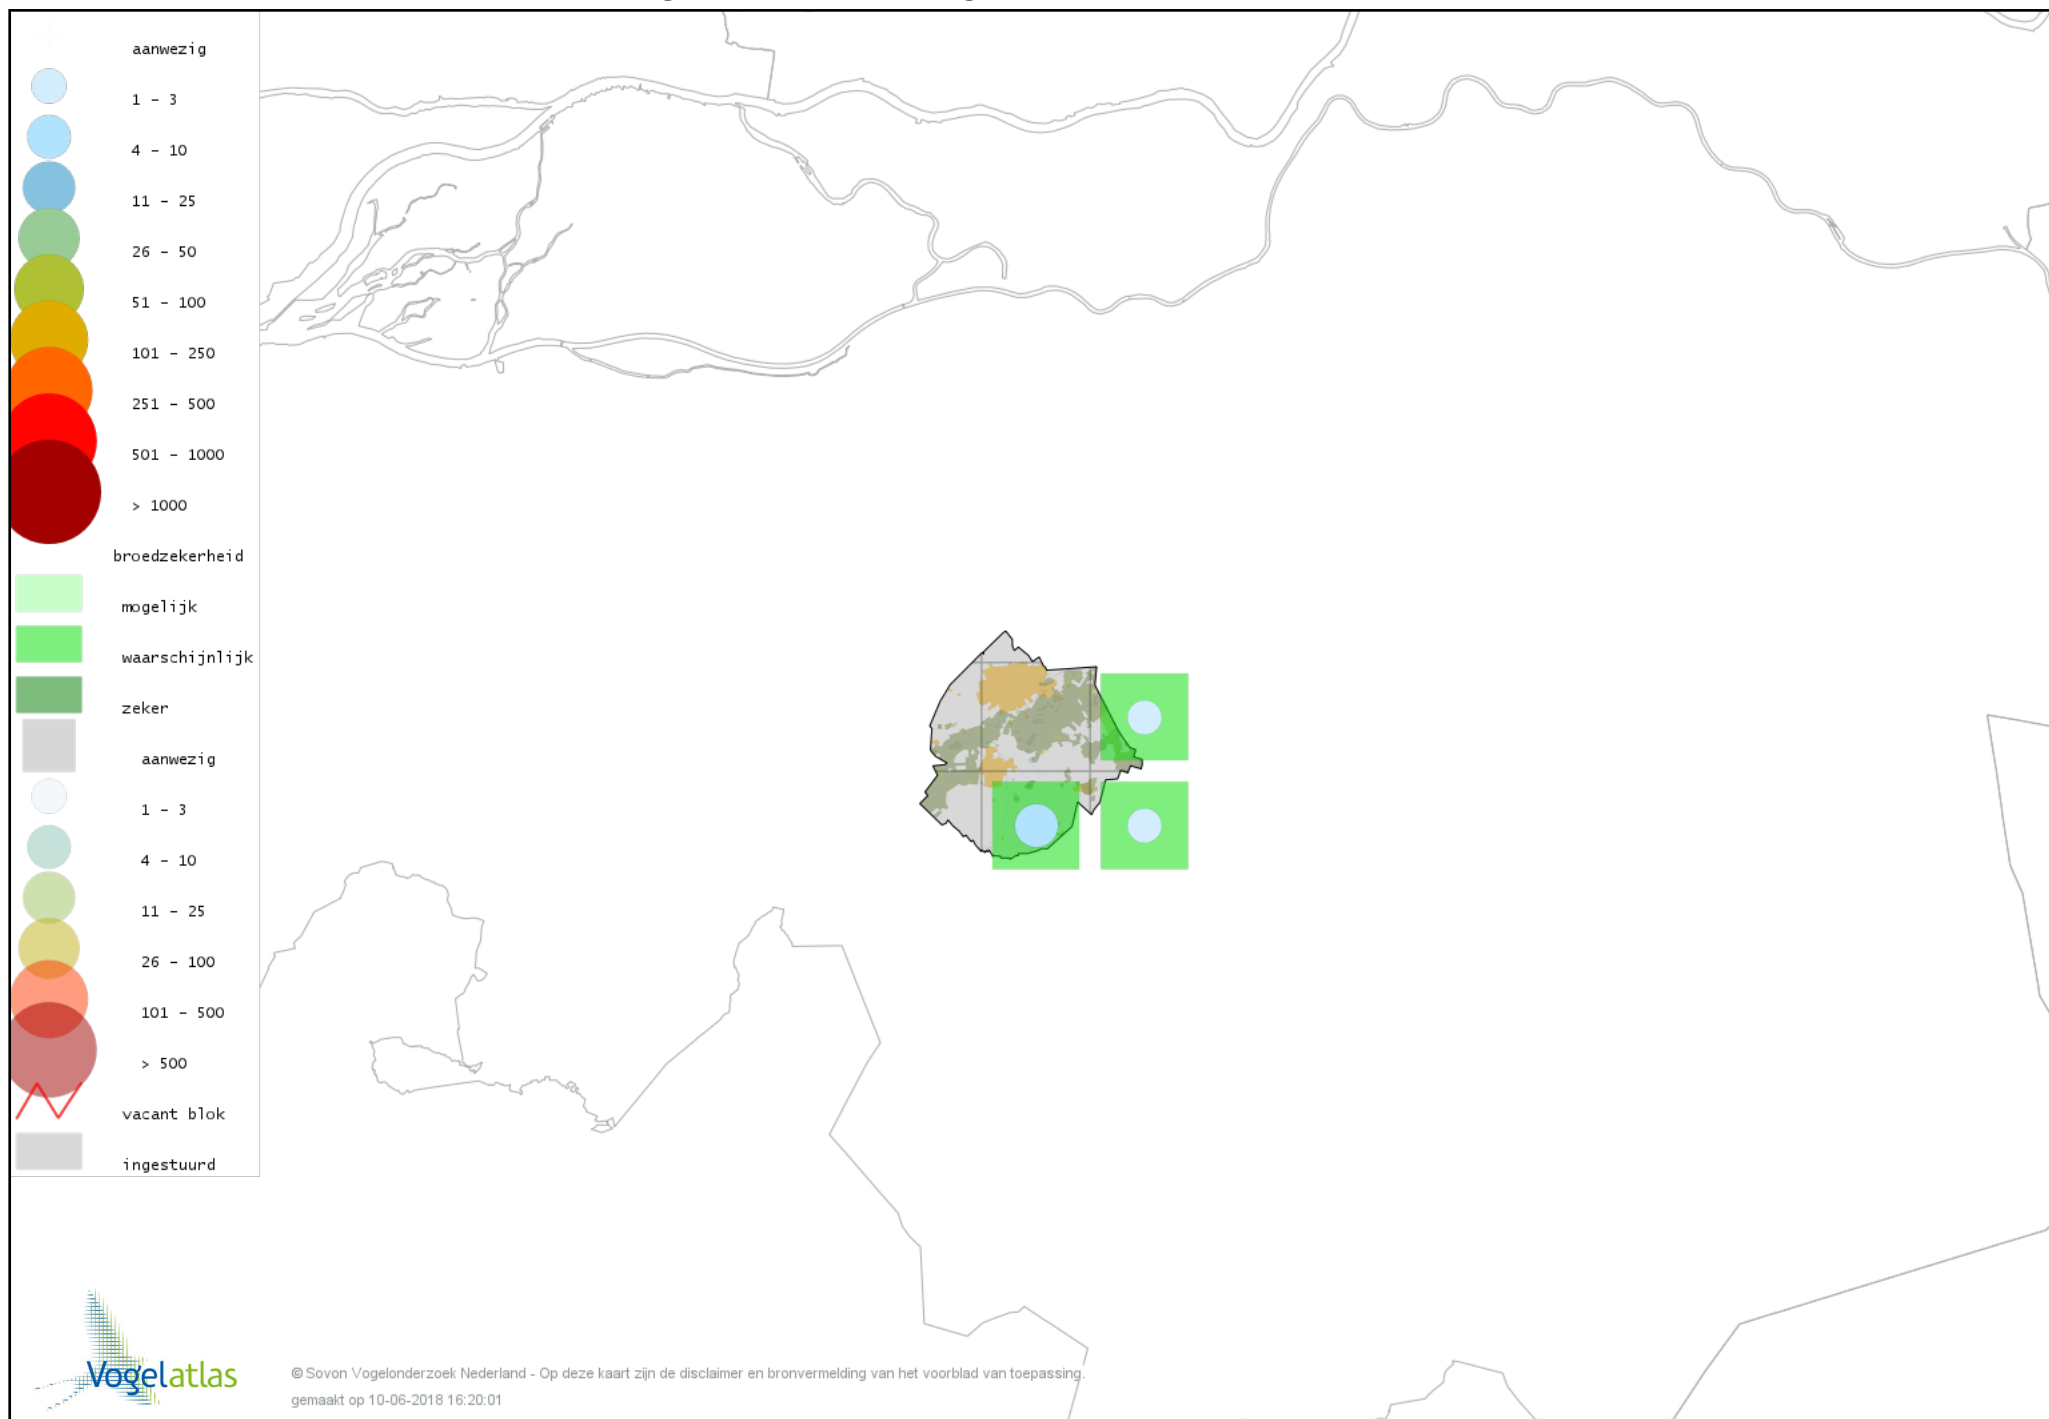 aanwezig
1 - 3
4 - 10
11 - 25
26 - 50
51 - 100
101 - 250
251 - 500
501 - 1000
> 1000
broedzekerheid
mogelijk
waarschijnlijk
zeker
aanwezig
1 - 3
4 - 10
11 - 25
26 - 100
101 - 500
> 500
vacant blok
ingestuurd
Vogelatlas
© Sovon Vogelonderzoek Nederland - Op deze kaart zijn de disclaimer en bronvermelding van het voorblad van toepassing.
gemaakt op 10-06-2018 16:20:01